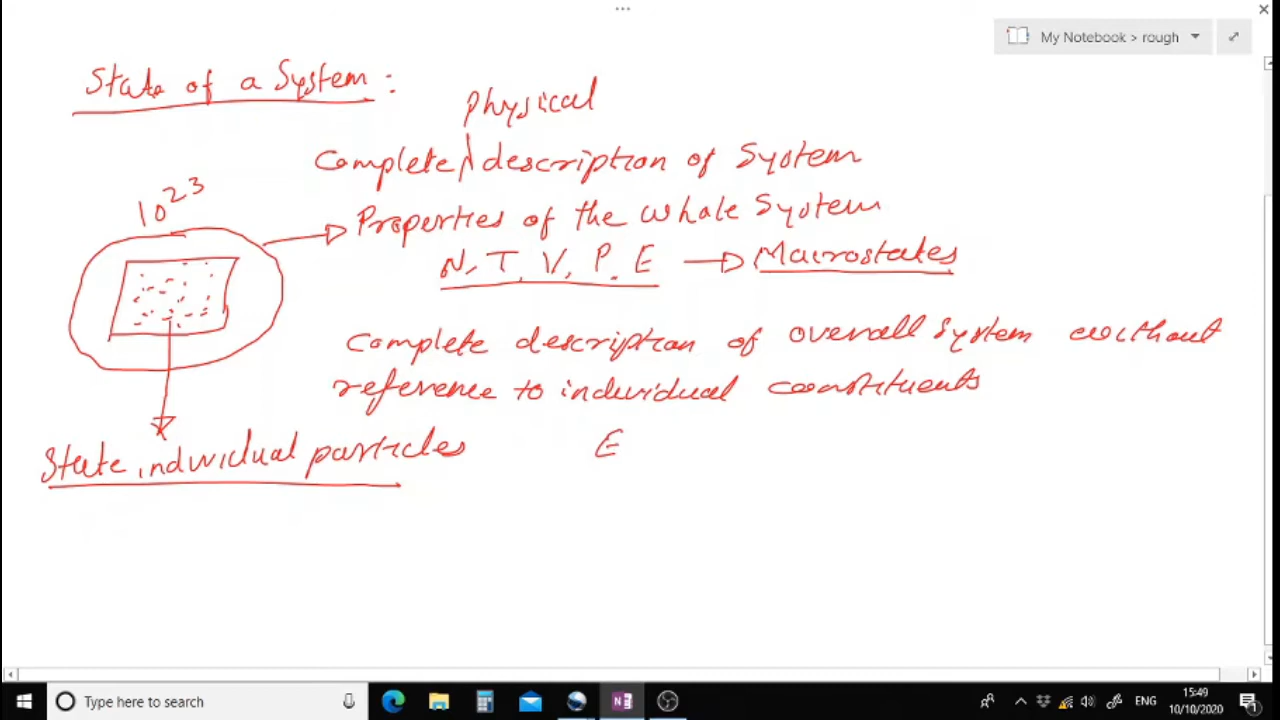 My Notebook > rough
State of a System :
Physical
Complete description of System
10²³
Properties of the whole System
N, T, V, P, E → Macrostates
Complete description of overall System without
reference to individual constituents
State individual particles
E
Type here to search
ENG
15:49
10/10/2020
1